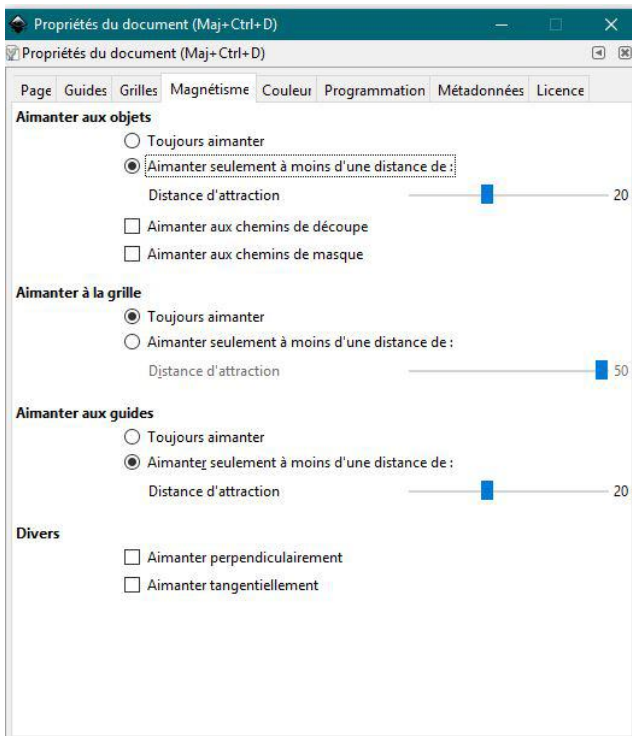 Propriétés du document (Maj+Ctrl+D)
Propriétés du document (Maj+Ctrl+D)
Page Guides Grilles Magnétisme Couleur Programmation Métadonnées Licence
Aimanter aux objets
Toujours aimanter
Aimanter seulement à moins d'une distance de :
Distance d'attraction 20
Aimanter aux chemins de découpe
Aimanter aux chemins de masque
Aimanter à la grille
Toujours aimanter
Aimanter seulement à moins d'une distance de :
Distance d'attraction 50
Aimanter aux guides
Toujours aimanter
Aimanter seulement à moins d'une distance de :
Distance d'attraction 20
Divers
Aimanter perpendiculairement
Aimanter tangentiellement